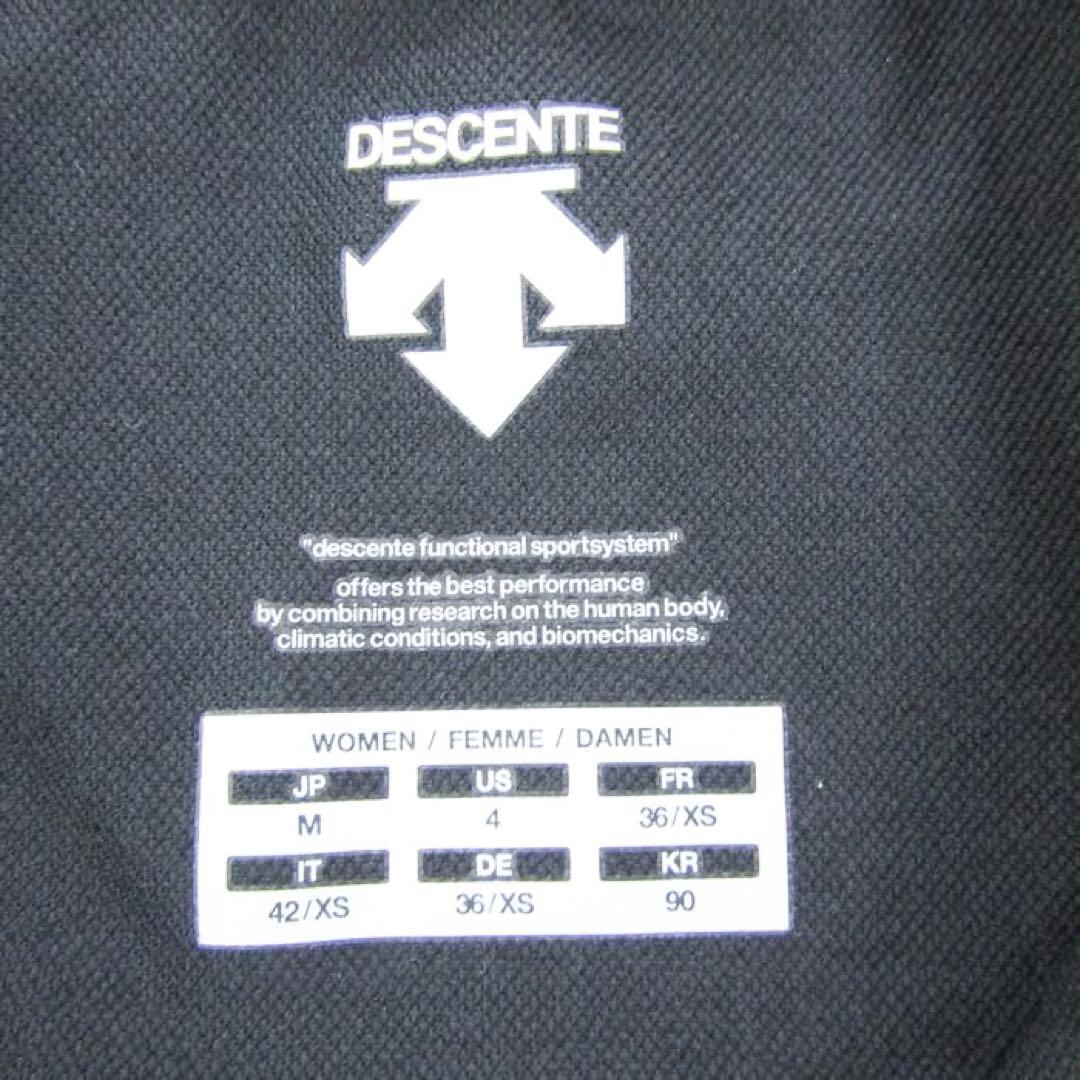 DESCENTE
"descente functional sportsystem"
offers the best performance
by combining research on the human body,
climatic conditions, and biomechanics.
WOMEN / FEMME / DAMEN
JP US FR
M 4 36/XS
IT DE KR
42/XS 36/XS 90